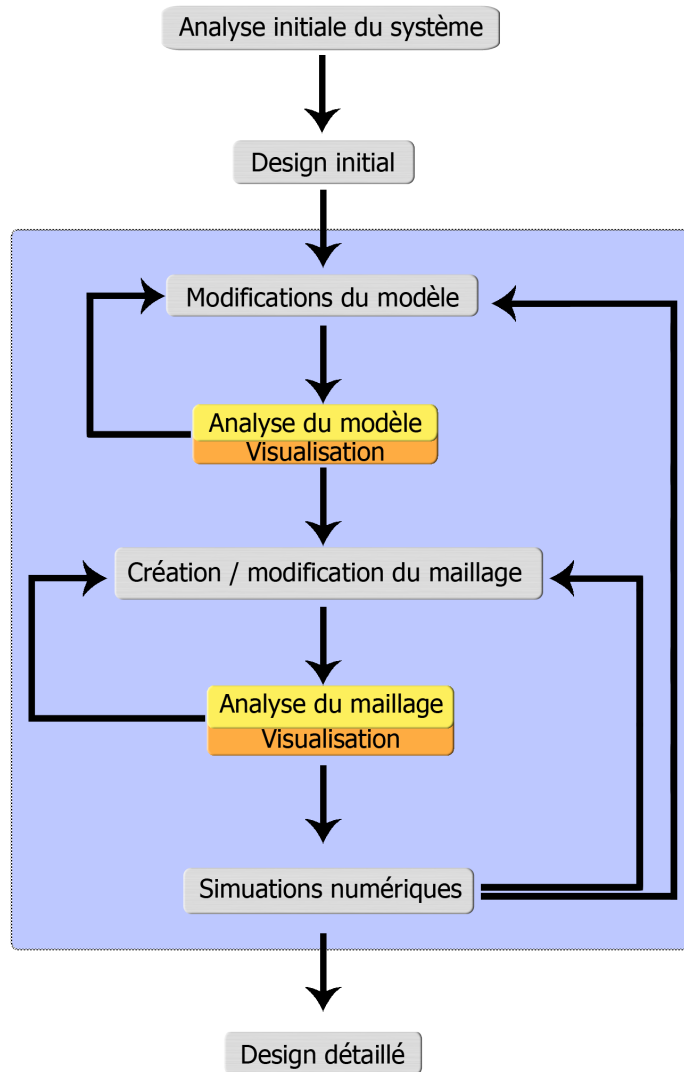 Analyse initiale du système
Design initial
Modifications du modèle
Analyse du modèle
Visualisation
Création / modification du maillage
Analyse du maillage
Visualisation
Simuations numériques
Design détaillé